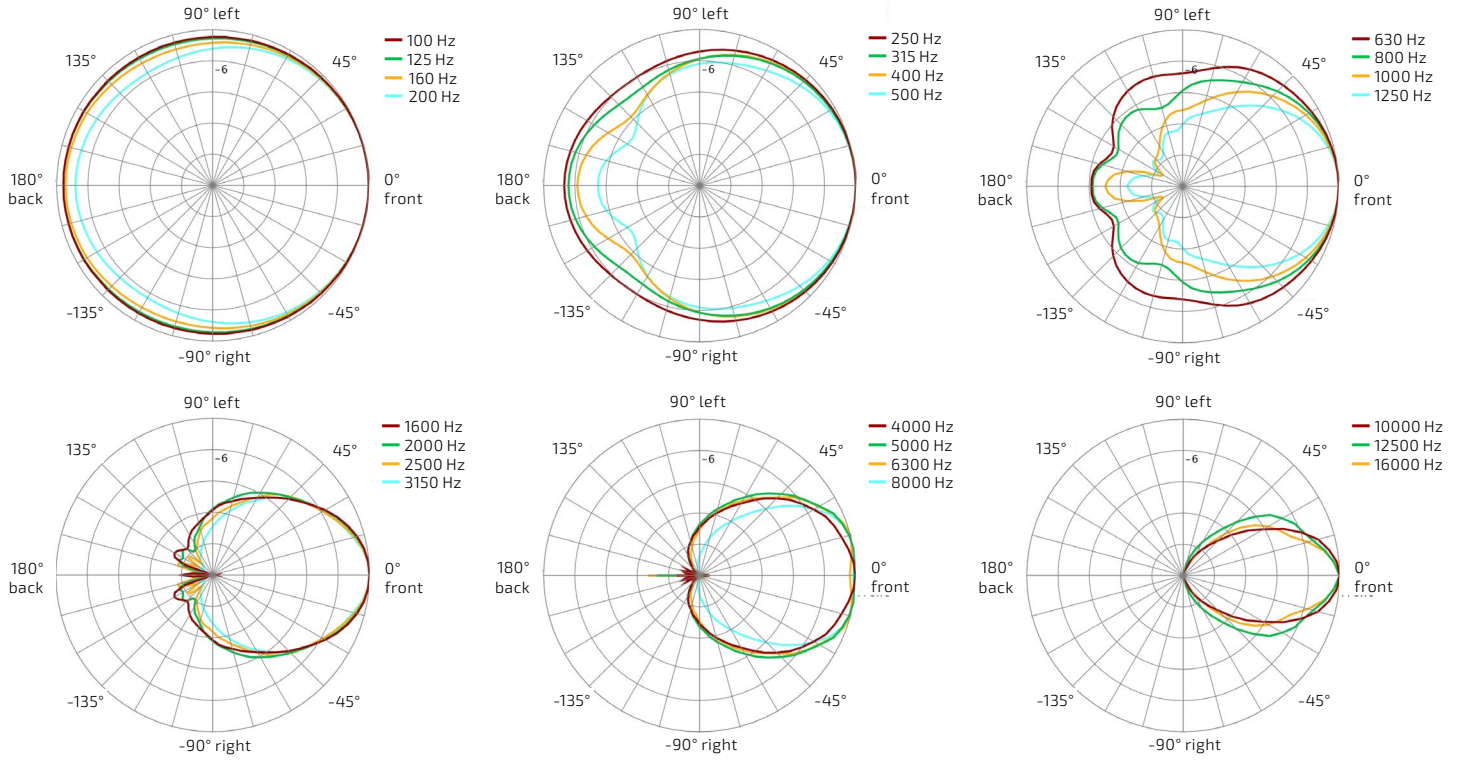 90° left
135°
45°
-6
180°
back
0°
front
-135°
-45°
-90° right
100 Hz
125 Hz
160 Hz
200 Hz
90° left
135°
45°
-6
180°
back
0°
front
-135°
-45°
-90° right
250 Hz
315 Hz
400 Hz
500 Hz
90° left
135°
45°
-6
180°
back
0°
front
-135°
-45°
-90° right
630 Hz
800 Hz
1000 Hz
1250 Hz
90° left
135°
45°
-6
180°
back
0°
front
-135°
-45°
-90° right
1600 Hz
2000 Hz
2500 Hz
3150 Hz
90° left
135°
45°
-6
180°
back
0°
front
-135°
-45°
-90° right
4000 Hz
5000 Hz
6300 Hz
8000 Hz
90° left
135°
45°
-6
180°
back
0°
front
-135°
-45°
-90° right
10000 Hz
12500 Hz
16000 Hz